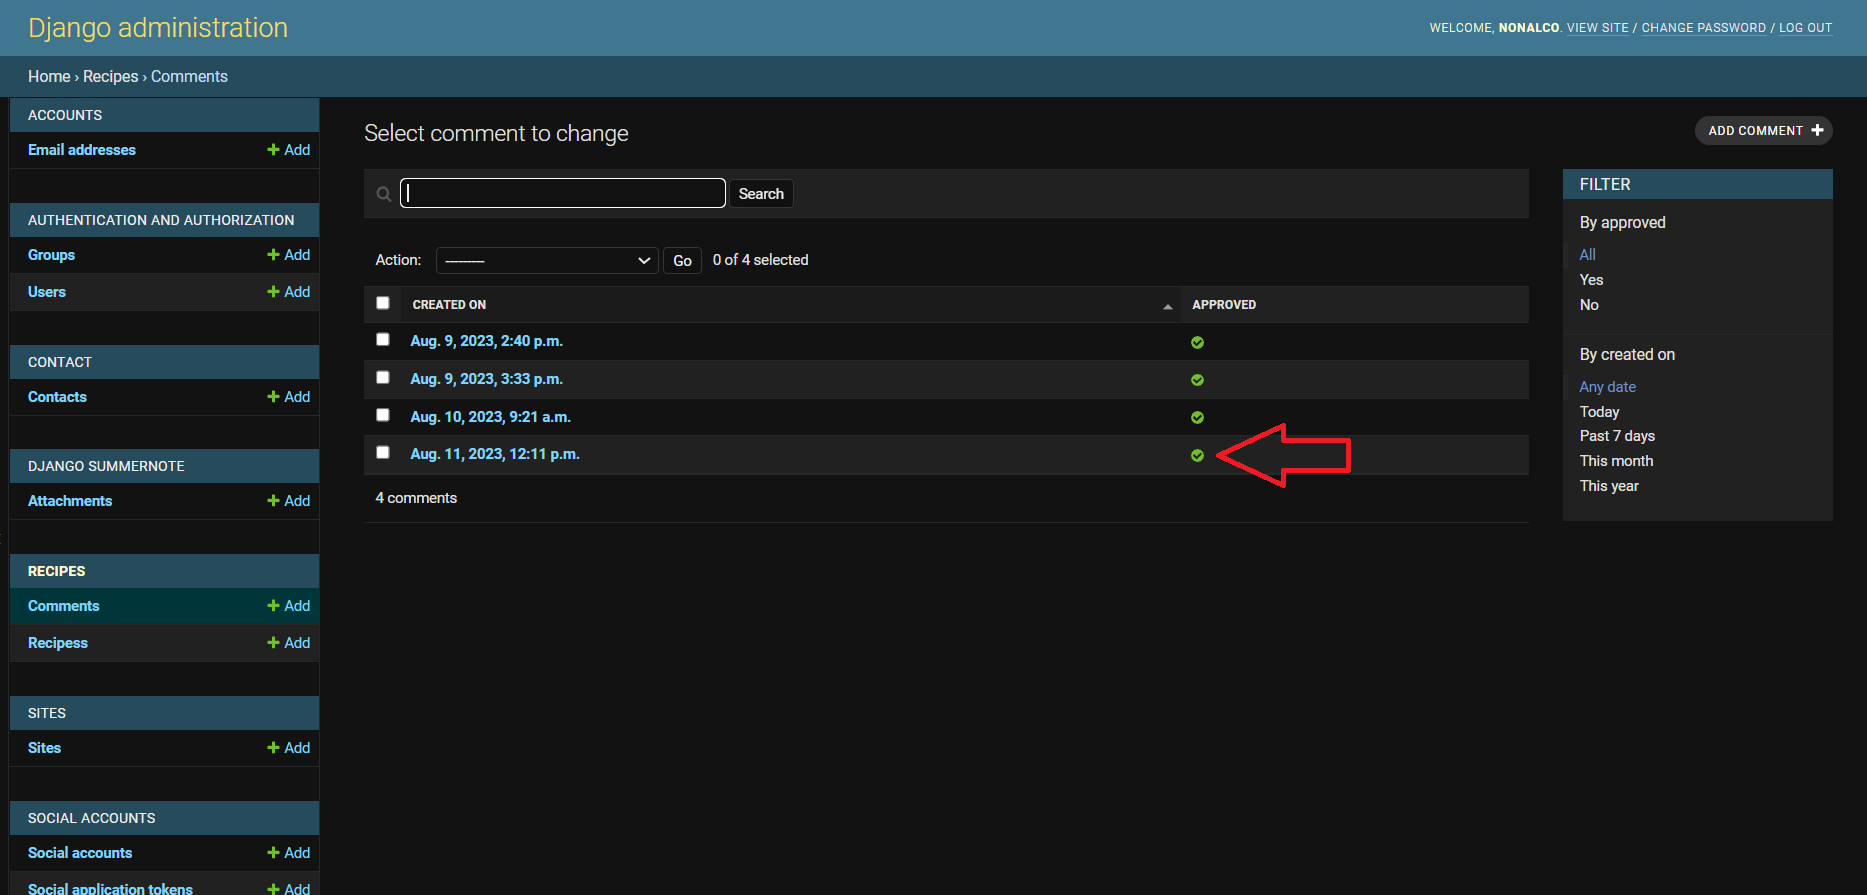 Django administration
WELCOME, NONALCO. VIEW SITE / CHANGE PASSWORD / LOG OUT
Home › Recipes › Comments
ACCOUNTS
Email addresses Add
AUTHENTICATION AND AUTHORIZATION
Groups Add
Users Add
CONTACT
Contacts Add
DJANGO SUMMERNOTE
Attachments Add
RECIPES
Comments Add
Recipess Add
SITES
Sites Add
SOCIAL ACCOUNTS
Social accounts Add
Social application tokens Add
Select comment to change
ADD COMMENT
Search
Action: --------- Go 0 of 4 selected
CREATED ON APPROVED
Aug. 9, 2023, 2:40 p.m.
Aug. 9, 2023, 3:33 p.m.
Aug. 10, 2023, 9:21 a.m.
Aug. 11, 2023, 12:11 p.m.
4 comments
FILTER
By approved
All
Yes
No
By created on
Any date
Today
Past 7 days
This month
This year